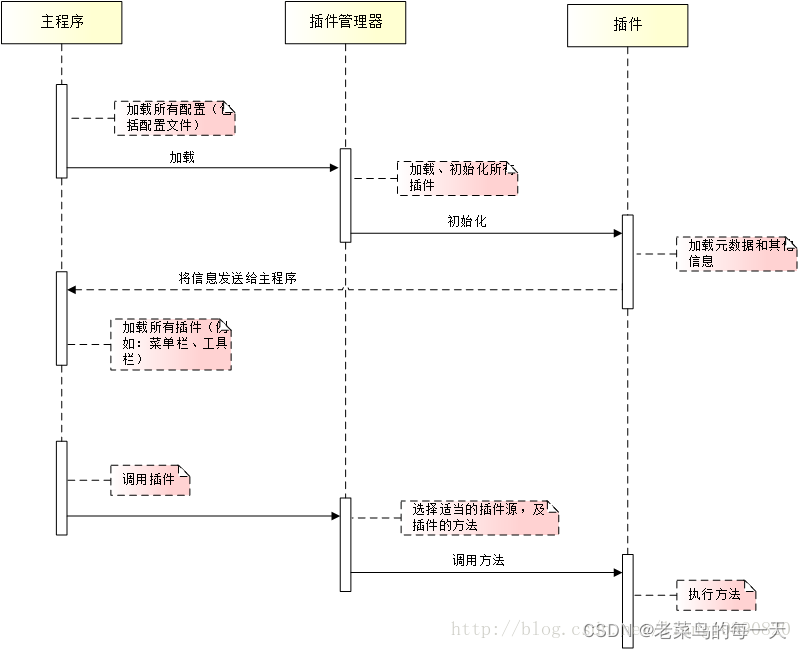 主程序
插件管理器
插件
加载所有配置（
括配置文件）
加载
加载、初始化所
插件
初始化
加载元数据和其
信息
将信息发送给主程序
加载所有插件（例
如：菜单栏、工具
栏）
调用插件
选择适当的插件源，及
插件的方法
调用方法
执行方法
http://blog.cs
CSDN @老菜鸟的每一天